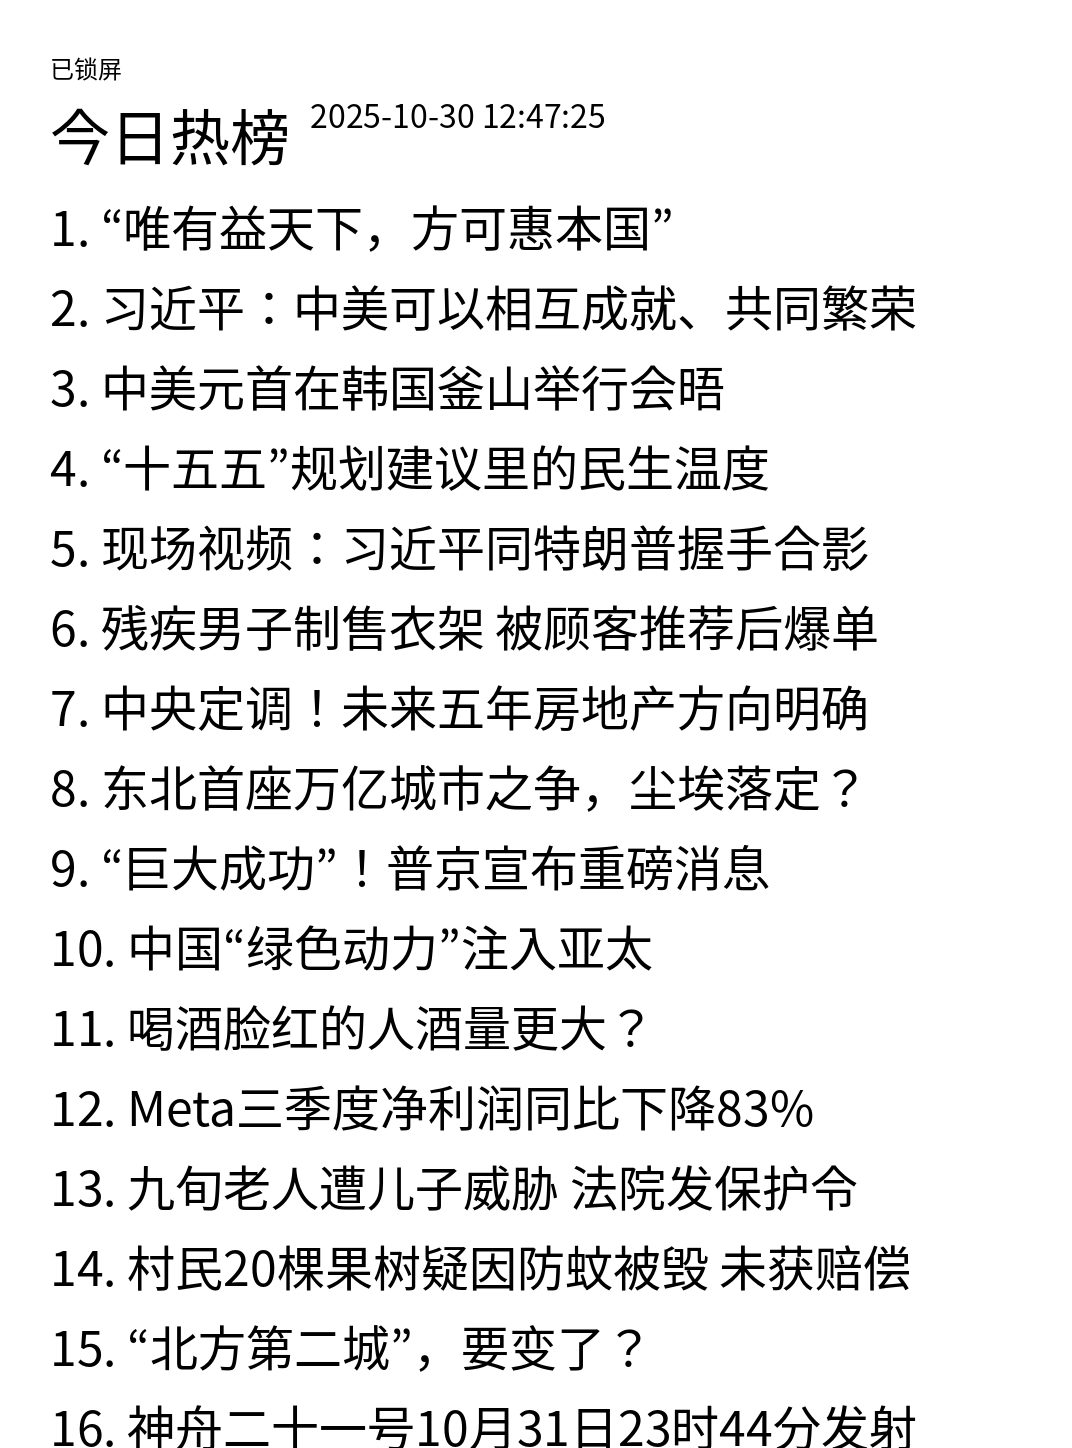 已锁屏
今日热榜 2025-10-30 12:47:25
1. “唯有益天下，方可惠本国”
2. 习近平：中美可以相互成就、共同繁荣
3. 中美元首在韩国釜山举行会晤
4. “十五五”规划建议里的民生温度
5. 现场视频：习近平同特朗普握手合影
6. 残疾男子制售衣架 被顾客推荐后爆单
7. 中央定调！未来五年房地产方向明确
8. 东北首座万亿城市之争，尘埃落定？
9. “巨大成功”！普京宣布重磅消息
10. 中国“绿色动力”注入亚太
11. 喝酒脸红的人酒量更大？
12. Meta三季度净利润同比下降83%
13. 九旬老人遭儿子威胁 法院发保护令
14. 村民20棵果树疑因防蚊被毁 未获赔偿
15. “北方第二城”，要变了？
16. 神舟二十一号10月31日23时44分发射